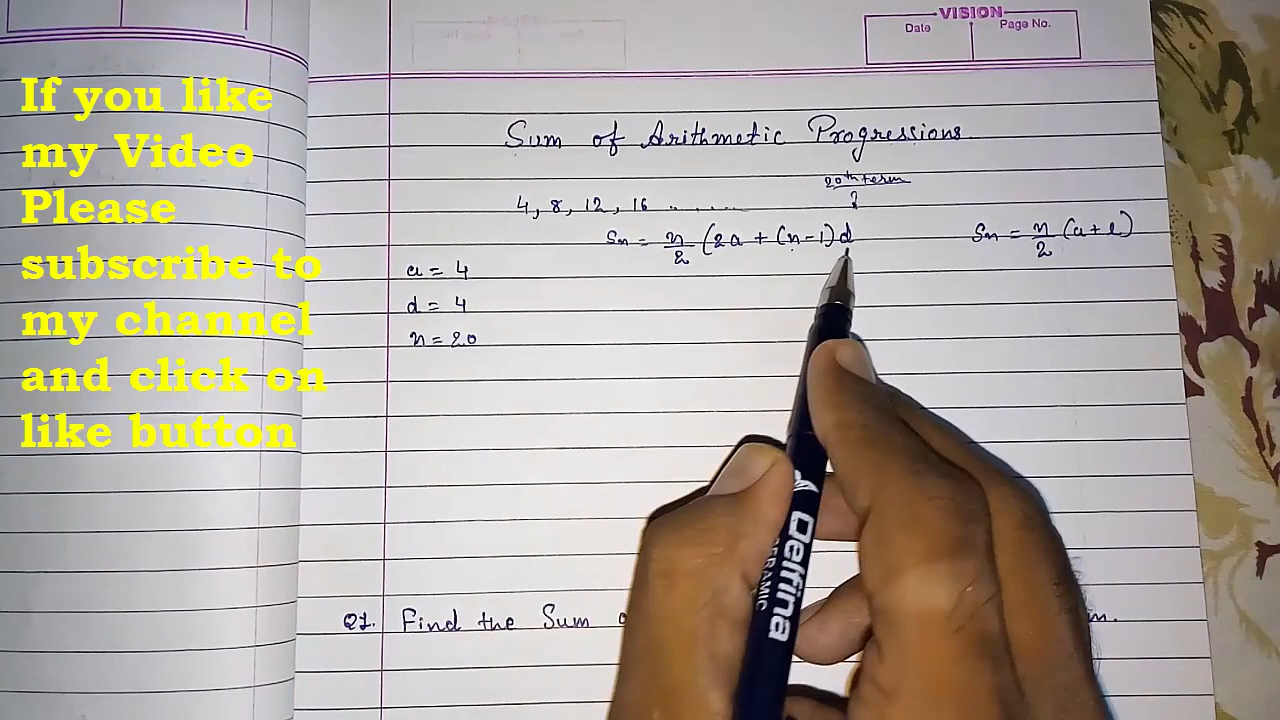 If you like
my Video
Please
subscribe to
my channel
and click on
like button
VISION
Date Page No.
Sum of Arithmetic Progressions
20th term
4, 8, 12, 16 ........ ?
Sn = n/2 (2a + (n-1)d Sn = n/2 (a+l)
a = 4
d = 4
n = 20
Q1. Find the Sum
Delfina